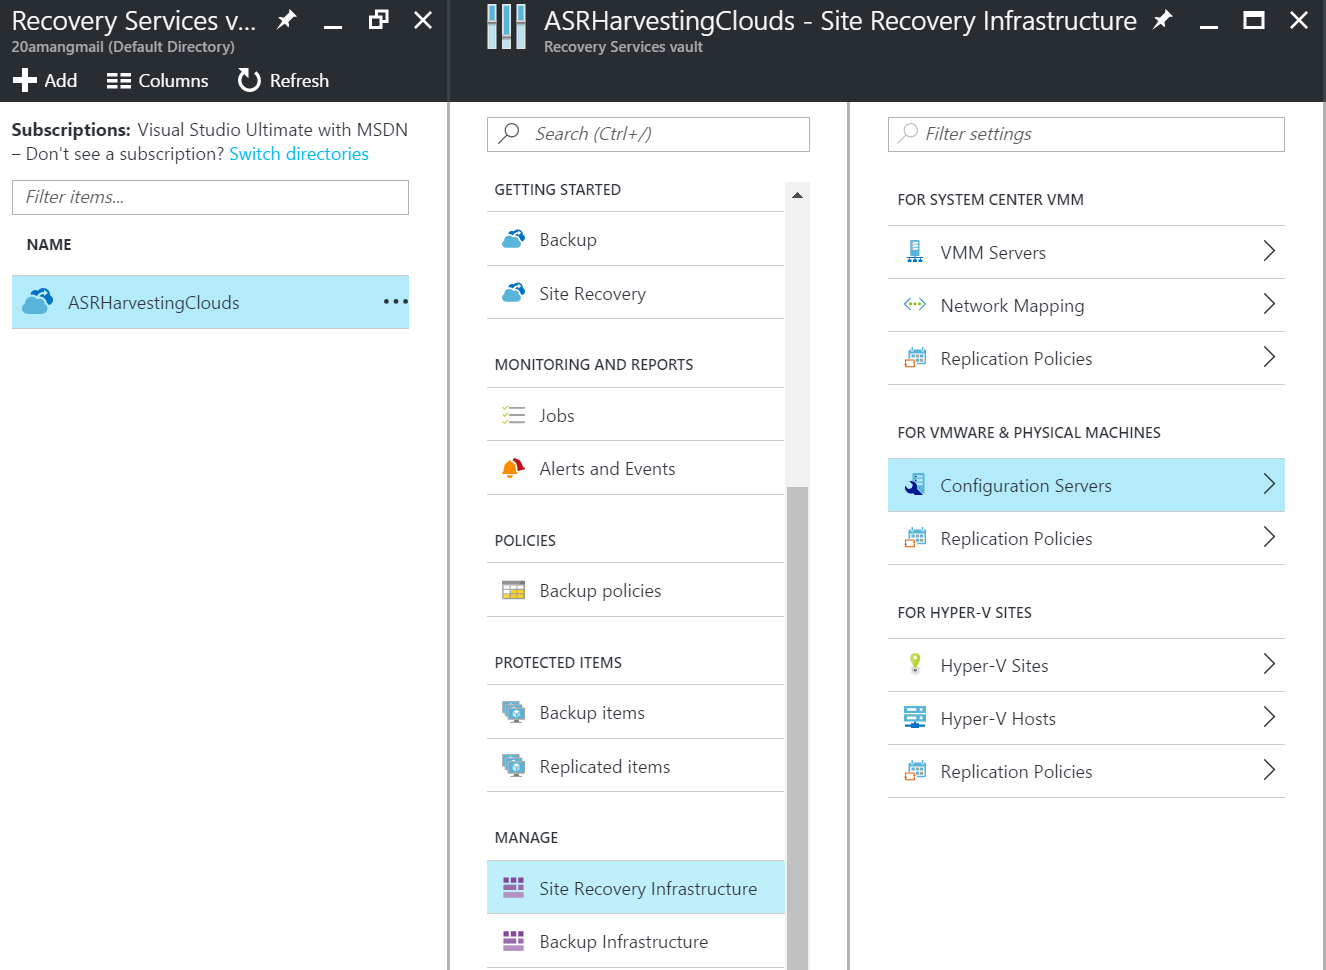 Recovery Services v...
20amangmail (Default Directory)
Add
Columns
Refresh
Subscriptions: Visual Studio Ultimate with MSDN
– Don't see a subscription? Switch directories
Filter items...
NAME
ASRHarvestingClouds
ASRHarvestingClouds - Site Recovery Infrastructure
Recovery Services vault
Search (Ctrl+/)
GETTING STARTED
Backup
Site Recovery
MONITORING AND REPORTS
Jobs
Alerts and Events
POLICIES
Backup policies
PROTECTED ITEMS
Backup items
Replicated items
MANAGE
Site Recovery Infrastructure
Backup Infrastructure
Filter settings
FOR SYSTEM CENTER VMM
VMM Servers
Network Mapping
Replication Policies
FOR VMWARE & PHYSICAL MACHINES
Configuration Servers
Replication Policies
FOR HYPER-V SITES
Hyper-V Sites
Hyper-V Hosts
Replication Policies